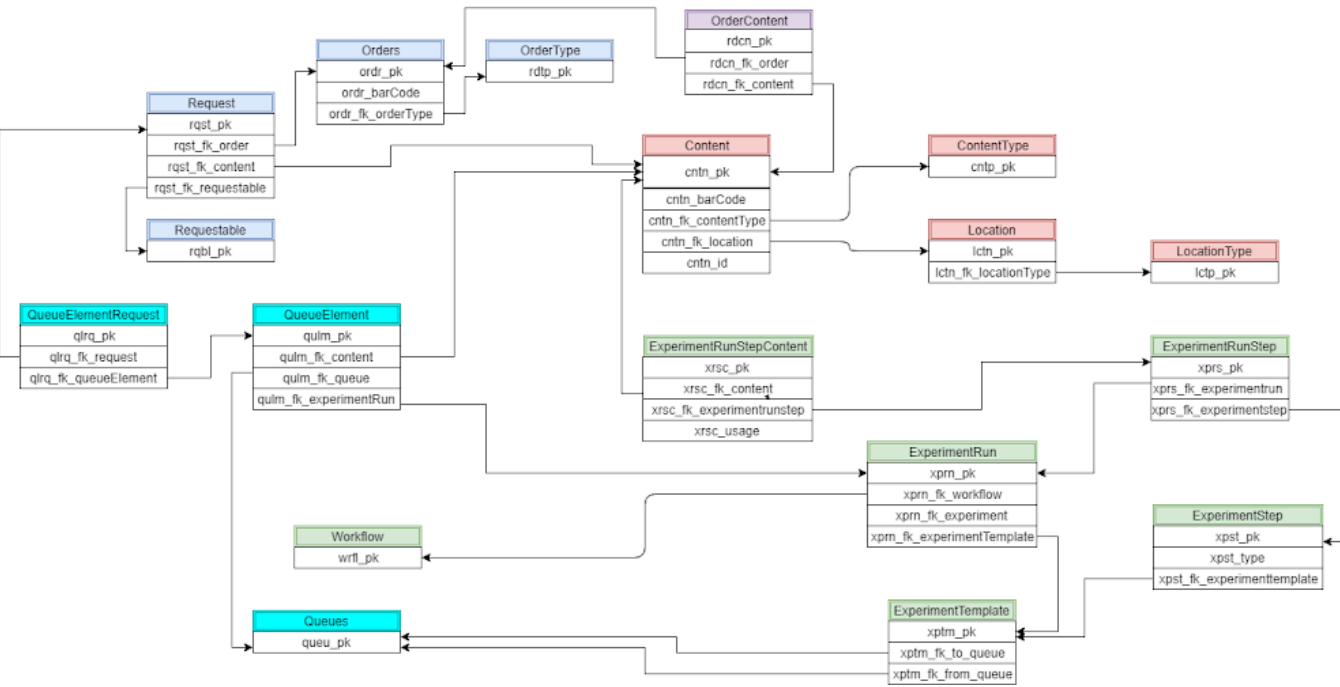 OrderContent
rdcn_pk
rdcn_fk_order
rdcn_fk_content
Orders
ordr_pk
ordr_barCode
ordr_fk_orderType
OrderType
rdtp_pk
Request
rqst_pk
rqst_fk_order
rqst_fk_content
rqst_fk_requestable
Requestable
rqbl_pk
Content
cntn_pk
cntn_barCode
cntn_fk_contentType
cntn_fk_location
cntn_id
ContentType
cntp_pk
Location
lctn_pk
lctn_fk_locationType
LocationType
lctp_pk
QueueElementRequest
qlrq_pk
qlrq_fk_request
qlrq_fk_queueElement
QueueElement
qulm_pk
qulm_fk_content
qulm_fk_queue
qulm_fk_experimentRun
ExperimentRunStepContent
xrsc_pk
xrsc_fk_content
xrsc_fk_experimentrunstep
xrsc_usage
ExperimentRunStep
xprs_pk
xprs_fk_experimentrun
xprs_fk_experimentstep
ExperimentRun
xprn_pk
xprn_fk_workflow
xprn_fk_experiment
xprn_fk_experimentTemplate
Workflow
wrfl_pk
ExperimentStep
xpst_pk
xpst_type
xpst_fk_experimenttemplate
Queues
queu_pk
ExperimentTemplate
xptm_pk
xptm_fk_to_queue
xptm_fk_from_queue